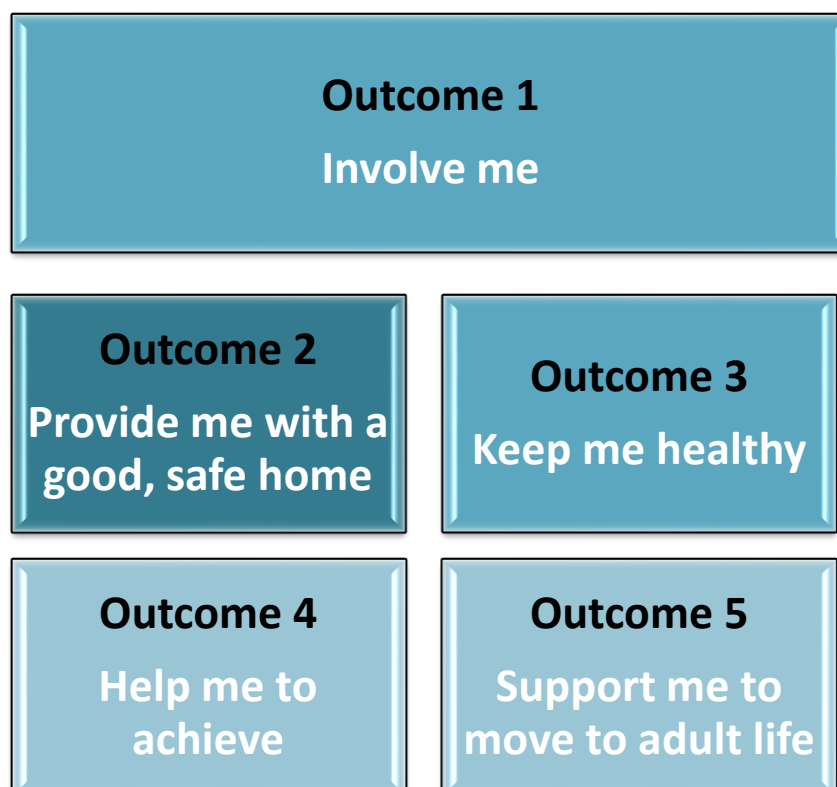 Outcome 1
Involve me
Outcome 2
Provide me with a
good, safe home
Outcome 3
Keep me healthy
Outcome 4
Help me to
achieve
Outcome 5
Support me to
move to adult life